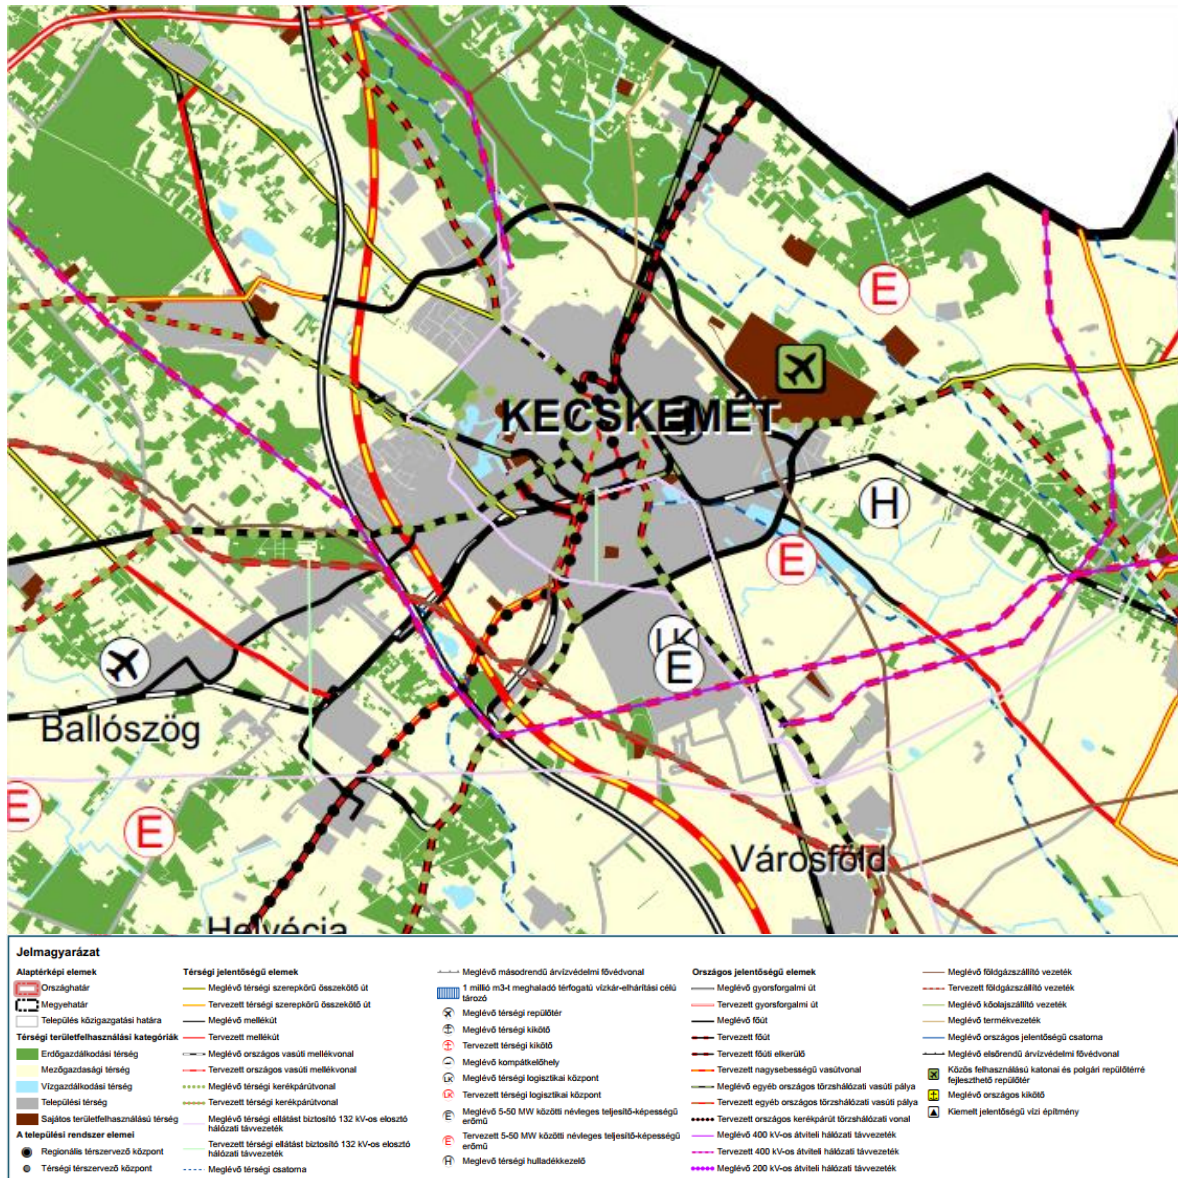 E
KECSKEMÉT
H
H
E
LK
E
Ballószög
E
E
Városföld
Helvécia
Jelmagyarázat
Alaptérképi elemek
Országhatár
Megyehatár
Település közigazgatási határa
Térségi területfelhasználási kategóriák
Erdőgazdálkodási térség
Mezőgazdasági térség
Vízgazdálkodási térség
Települési térség
Sajátos területfelhasználású térség
A települési rendszer elemei
Regionális térszervező központ
Térségi térszervező központ
Térségi jelentőségű elemek
Meglévő térségi szerepkörű összekötő út
Tervezett térségi szerepkörű összekötő út
Meglévő mellékút
Tervezett mellékút
Meglévő országos vasúti mellékvonal
Tervezett országos vasúti mellékvonal
Meglévő térségi kerékpárútvonal
Tervezett térségi kerékpárútvonal
Meglévő térségi ellátást biztosító 132 kV-os elosztó
hálózati távvezeték
Tervezett térségi ellátást biztosító 132 kV-os elosztó
hálózati távvezeték
Meglévő térségi csatorna
Meglévő másodrendű árvízvédelmi fővédvonal
1 millió m3-t meghaladó térfogatú vízkár-elhárítási célú
tározó
Meglévő térségi repülőtér
Meglévő térségi kikötő
Tervezett térségi kikötő
Meglévő kompátkelőhely
LK Meglévő térségi logisztikai központ
LK Tervezett térségi logisztikai központ
E Meglévő 5-50 MW közötti névleges teljesítő-képességű
erőmű
E Tervezett 5-50 MW közötti névleges teljesítő-képességű
erőmű
H Meglevő térségi hulladékkezelő
Országos jelentőségű elemek
Meglévő gyorsforgalmi út
Tervezett gyorsforgalmi út
Meglévő főút
Tervezett főút
Tervezett főúti elkerülő
Tervezett nagysebességű vasútvonal
Meglévő egyéb országos törzshálózati vasúti pálya
Tervezett egyéb országos törzshálózati vasúti pálya
Tervezett országos kerékpárút törzshálózati vonal
Meglévő 400 kV-os átviteli hálózati távvezeték
Tervezett 400 kV-os átviteli hálózati távvezeték
Meglévő 200 kV-os átviteli hálózati távvezeték
Meglévő földgázszállító vezeték
Tervezett földgázszállító vezeték
Meglévő kőolajszállító vezeték
Meglévő termékvezeték
Meglévő országos jelentőségű csatorna
Meglévő elsőrendű árvízvédelmi fővédvonal
Közös felhasználású katonai és polgári repülőtérré
fejleszthető repülőtér
Meglévő országos kikötő
Kiemelt jelentőségű vízi építmény